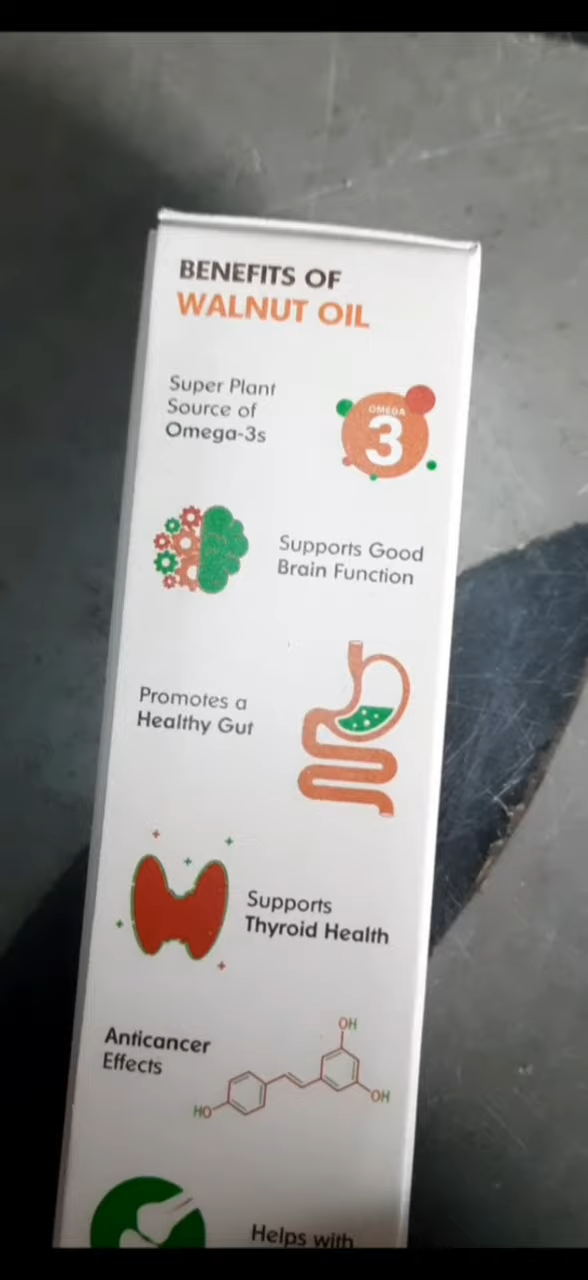 BENEFITS OF
WALNUT OIL
Super Plant
Source of
Omega-3s
OMEGA
3
Supports Good
Brain Function
Promotes a
Healthy Gut
Supports
Thyroid Health
Anticancer
Effects
OH
HO
OH
Helps with